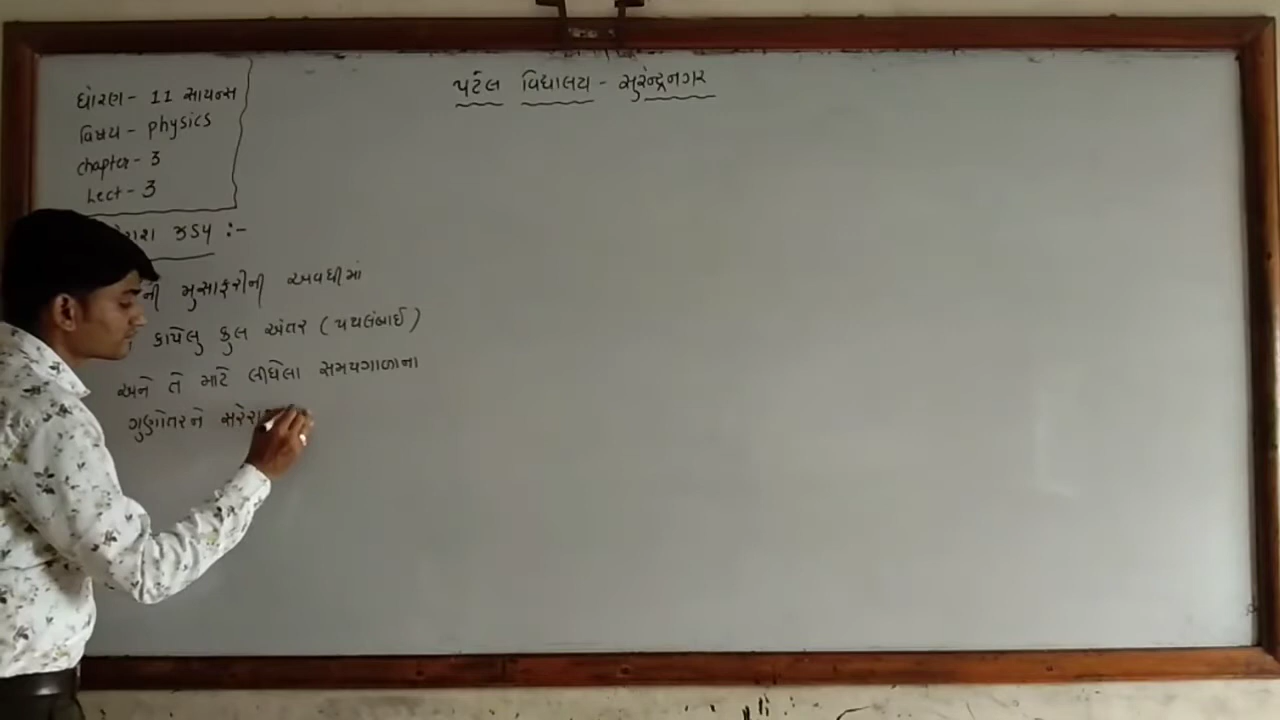 પટેલ વિદ્યાલય - સુરેન્દ્રનગર
ધોરણ - 11 સાયન્સ
વિષય - physics
chapter - 3
Lect - 3
ઝડપ :-
ની મુસાફરીની અવધીમાં
કાપેલુ કુલ અંતર ( પથલંબાઈ )
અને તે માટે લીધેલા સમયગાળાના
ગુણોતરને